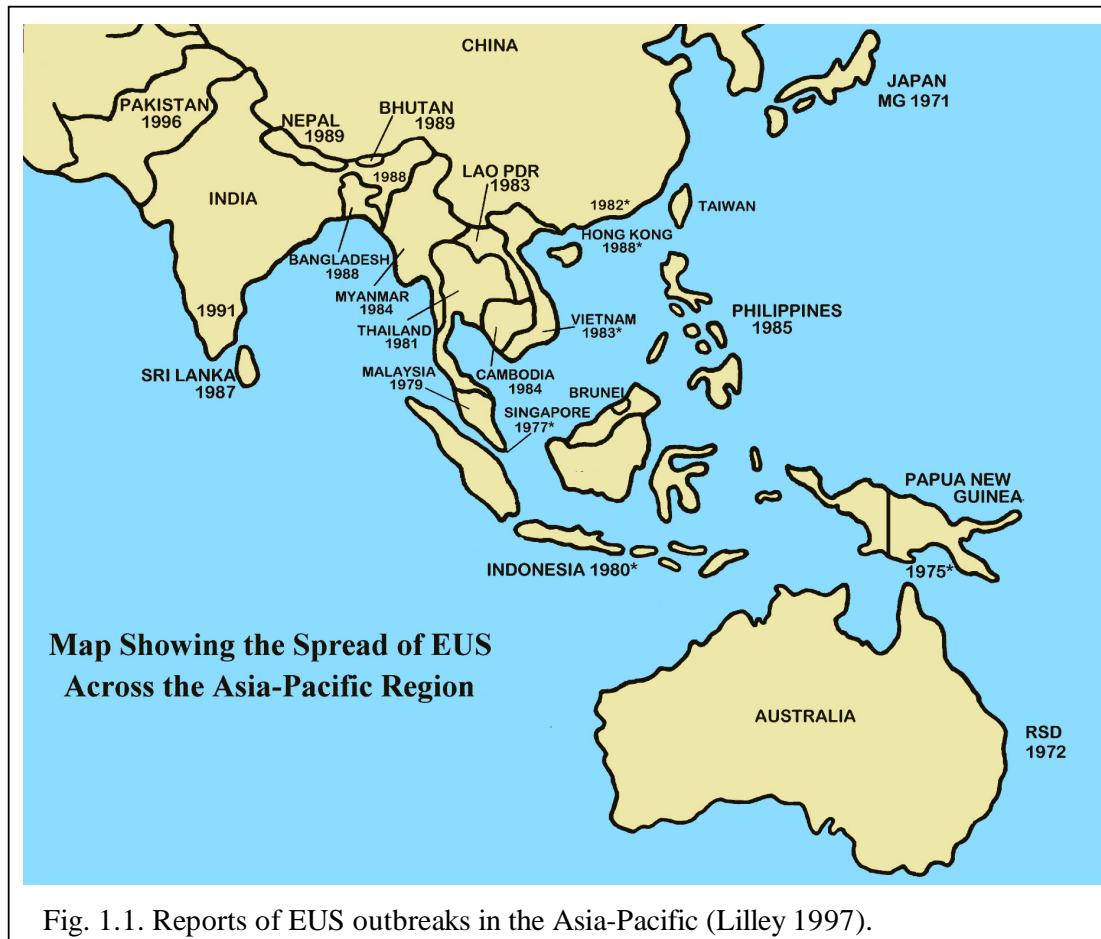 CHINA
JAPAN
MG 1971
PAKISTAN
1996
NEPAL
1989
BHUTAN
1989
1988
LAO PDR
1983
INDIA
1982*
TAIWAN
HONG KONG
1988*
BANGLADESH
1988
MYANMAR
1984
THAILAND
1981
VIETNAM
1983*
PHILIPPINES
1985
1991
SRI LANKA
1987
MALAYSIA
1979
CAMBODIA
1984
BRUNEI
SINGAPORE
1977*
PAPUA NEW
GUINEA
1975*
INDONESIA 1980*
Map Showing the Spread of EUS
Across the Asia-Pacific Region
AUSTRALIA
RSD
1972
Fig. 1.1. Reports of EUS outbreaks in the Asia-Pacific (Lilley 1997).